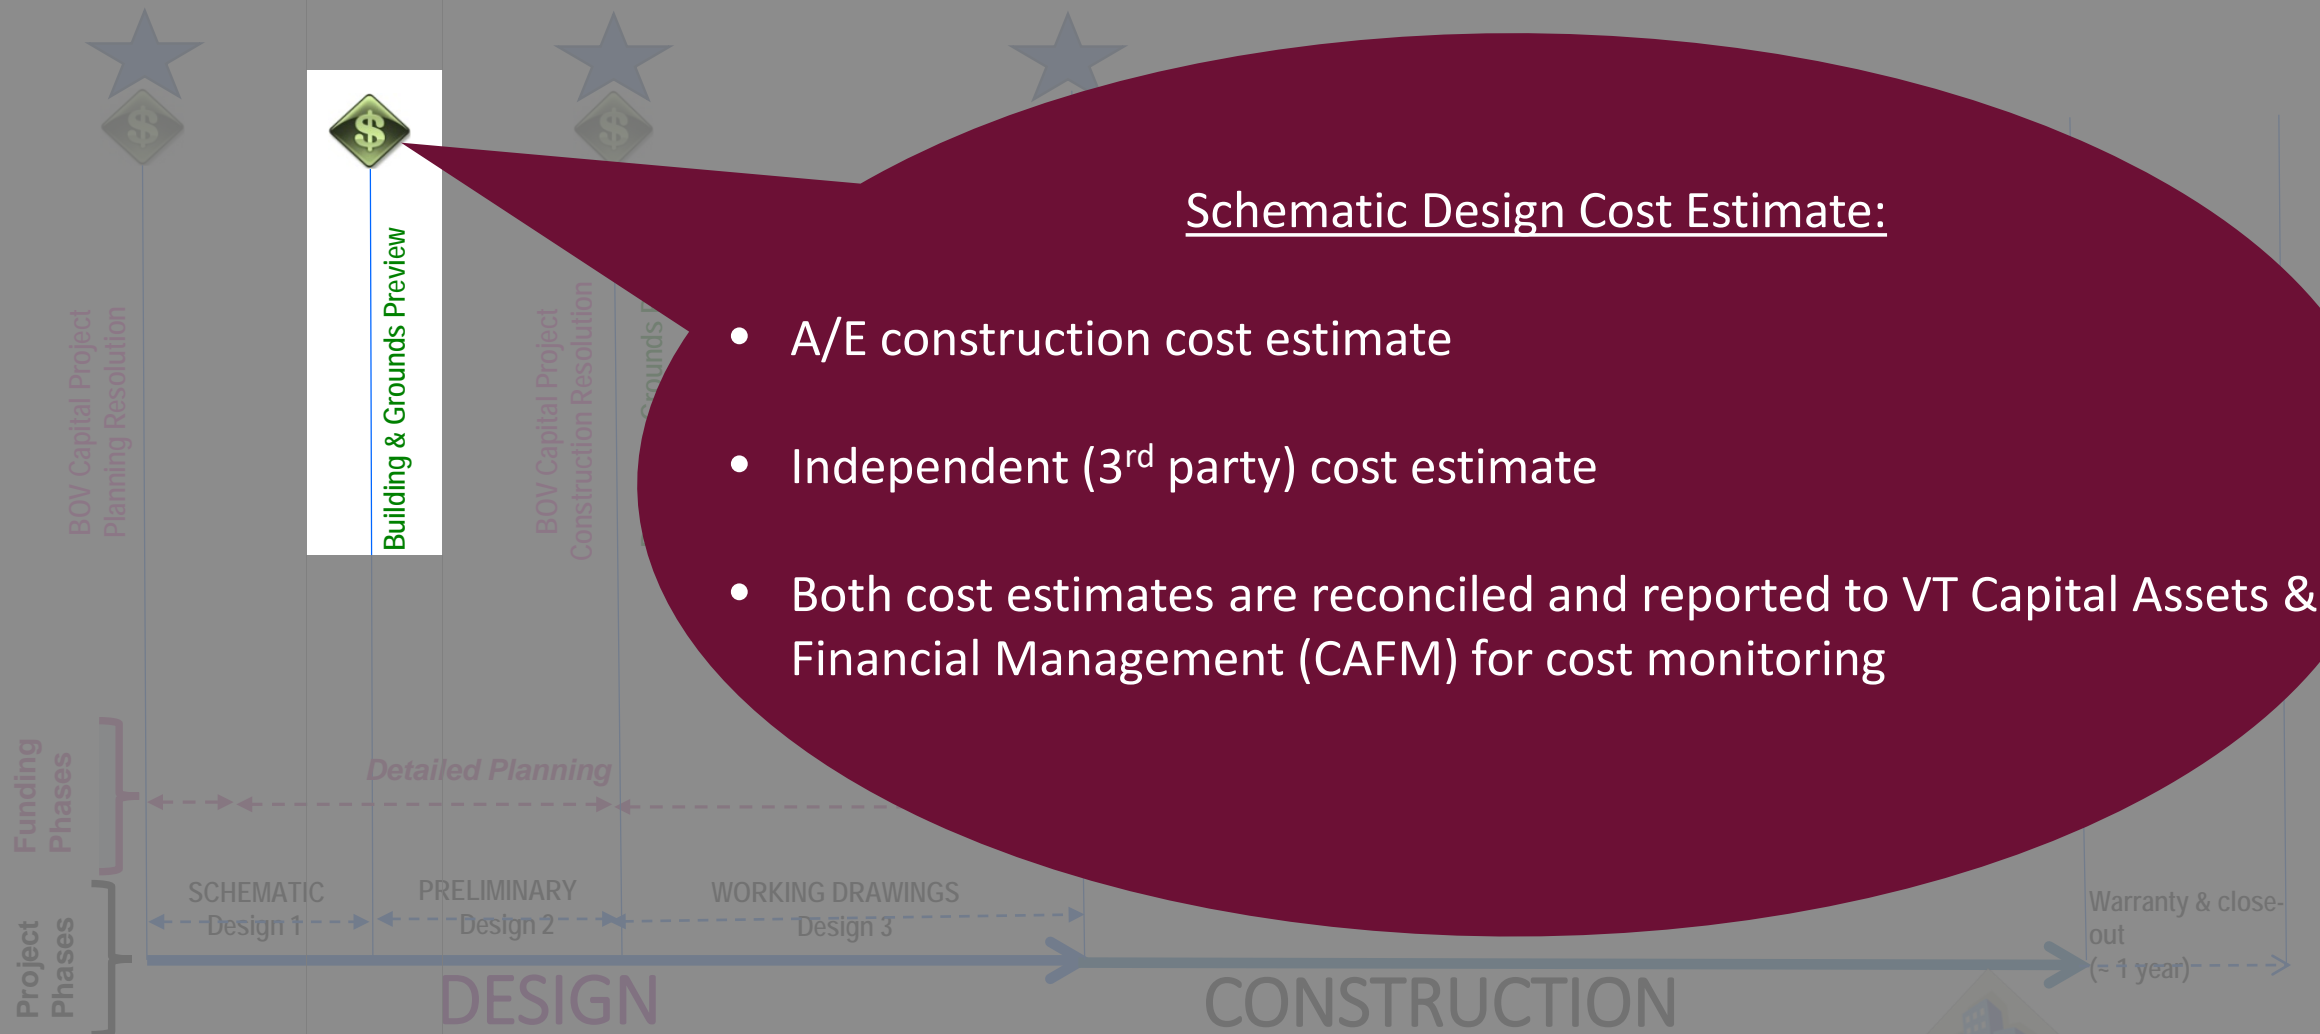 Schematic Design Cost Estimate:
• A/E construction cost estimate
• Independent (3rd party) cost estimate
• Both cost estimates are reconciled and reported to VT Capital Assets &
Financial Management (CAFM) for cost monitoring
$
$
$
BOV Capital Project
Planning Resolution
Building & Grounds Preview
BOV Capital Project
Construction Resolution
Grounds
Funding
Phases
Detailed Planning
Project
Phases
SCHEMATIC
Design 1
PRELIMINARY
Design 2
WORKING DRAWINGS
Design 3
Warranty & close-
out
(≈ 1 year)
DESIGN
CONSTRUCTION